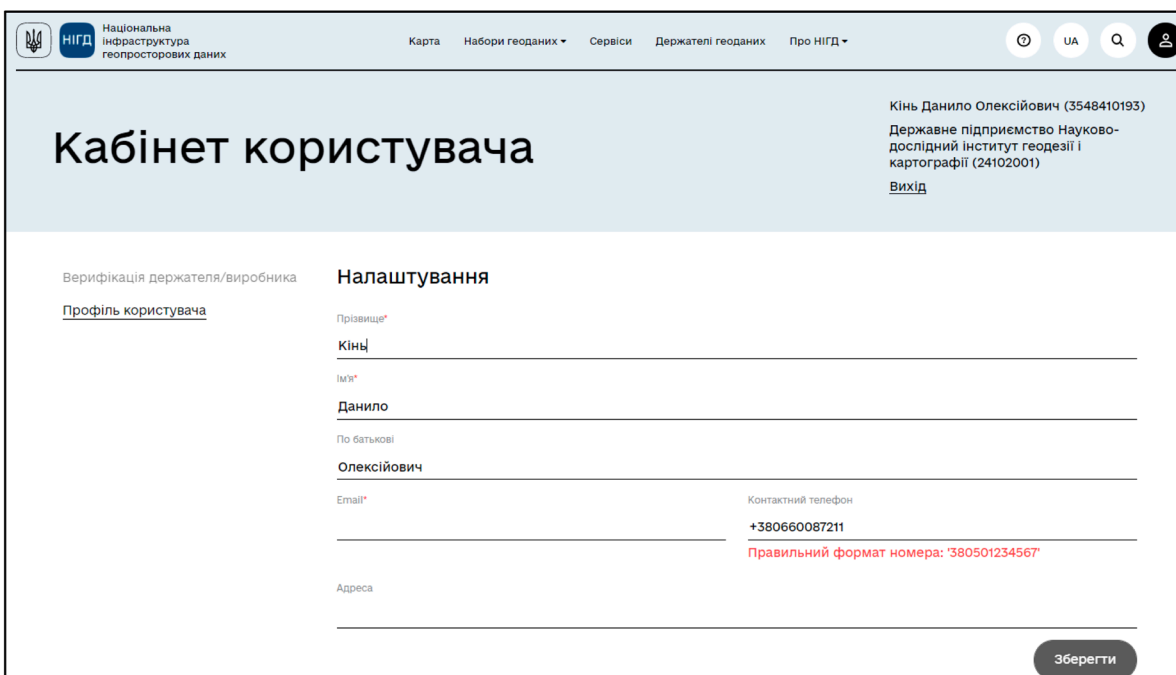 НІГД
Національна
інфраструктура
геопросторових даних
Карта
Набори геоданих
Сервіси
Держателі геоданих
Про НІГД
UA
Кабінет користувача
Кінь Данило Олексійович (3548410193)
Державне підприємство Науково-
дослідний інститут геодезії і
картографії (24102001)
Вихід
Верифікація держателя/виробника
Профіль користувача
Налаштування
Прізвище*
Кінь
Ім'я*
Данило
По батькові
Олексійович
Email*
Контактний телефон
+380660087211
Правильний формат номера: '380501234567'
Адреса
Зберегти